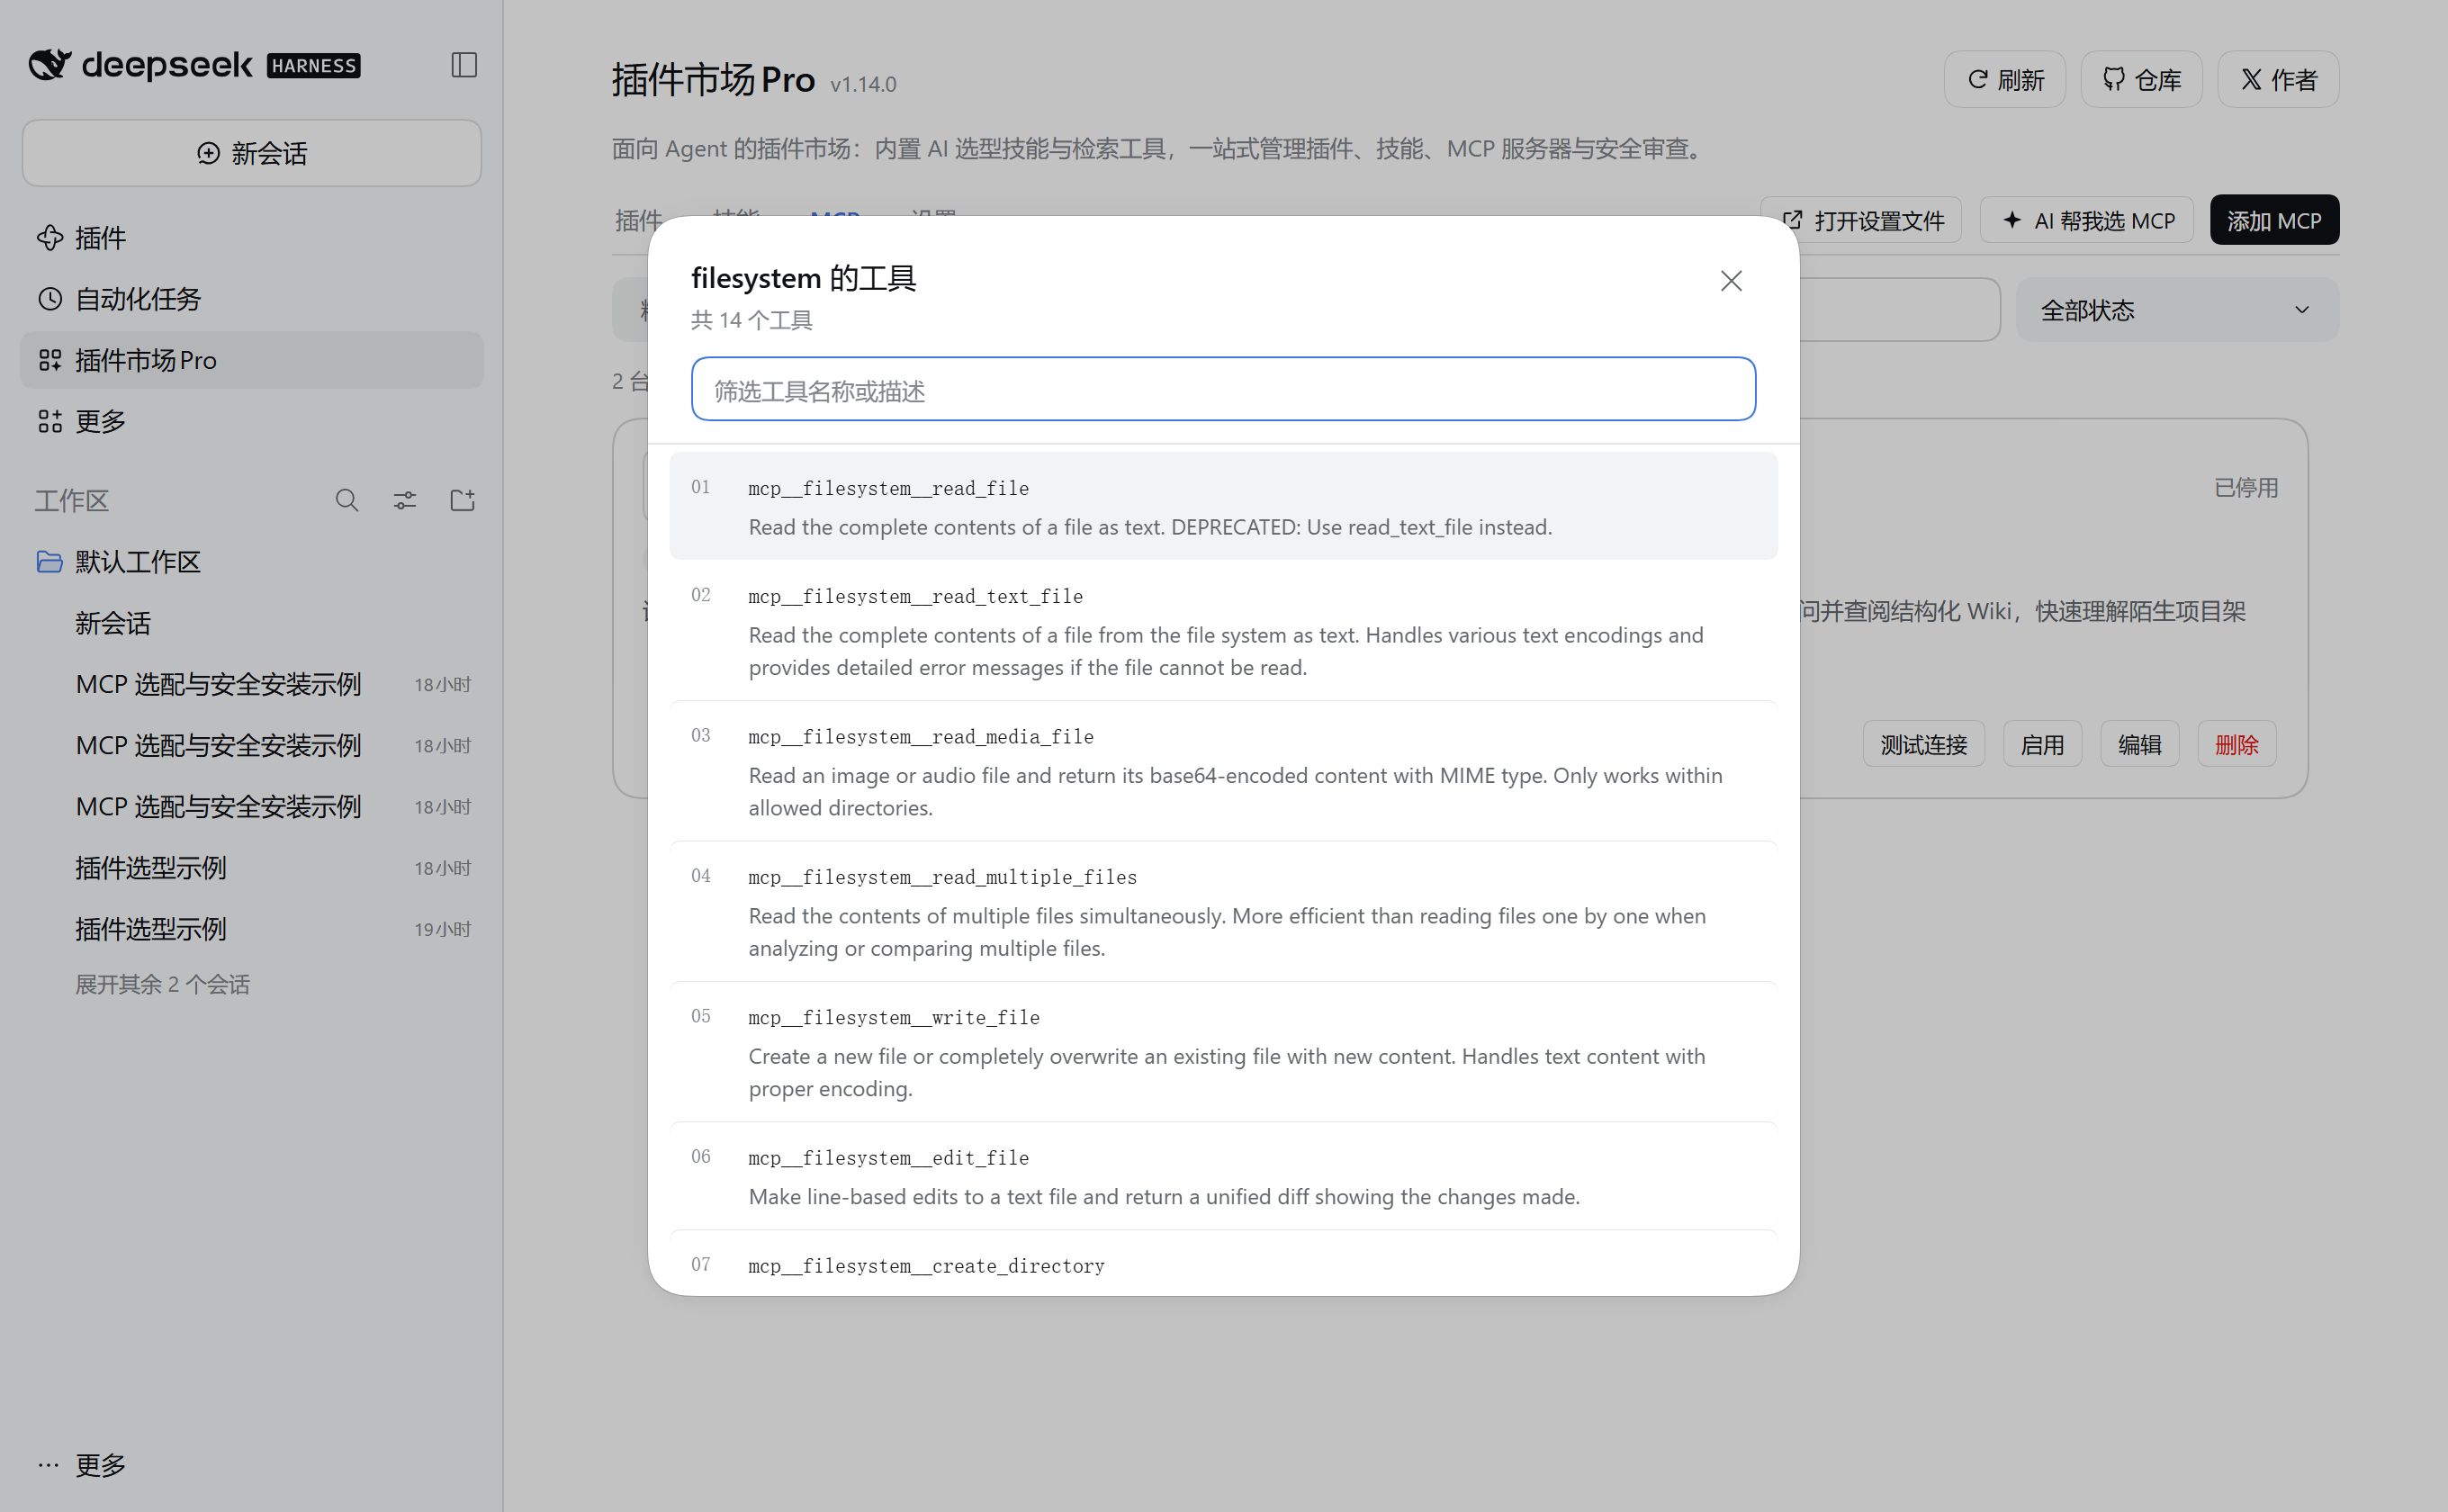 deepseek HARNESS
新会话
插件
自动化任务
插件市场Pro
更多
工作区
默认工作区
新会话
MCP 选配与安全安装示例 18小时
MCP 选配与安全安装示例 18小时
MCP 选配与安全安装示例 18小时
插件选型示例 18小时
插件选型示例 19小时
展开其余 2 个会话
更多
插件市场Pro v1.14.0
刷新
仓库
作者
面向 Agent 的插件市场：内置 AI 选型技能与检索工具，一站式管理插件、技能、MCP 服务器与安全审查。
插件 技能 MCP 设置
打开设置文件
AI 帮我选 MCP
添加 MCP
全部状态
2 台
已停用
问并查阅结构化 Wiki，快速理解陌生项目架
测试连接
启用
编辑
删除
filesystem 的工具
共 14 个工具
筛选工具名称或描述
01 mcp__filesystem__read_file
Read the complete contents of a file as text. DEPRECATED: Use read_text_file instead.
02 mcp__filesystem__read_text_file
Read the complete contents of a file from the file system as text. Handles various text encodings and
provides detailed error messages if the file cannot be read.
03 mcp__filesystem__read_media_file
Read an image or audio file and return its base64-encoded content with MIME type. Only works within
allowed directories.
04 mcp__filesystem__read_multiple_files
Read the contents of multiple files simultaneously. More efficient than reading files one by one when
analyzing or comparing multiple files.
05 mcp__filesystem__write_file
Create a new file or completely overwrite an existing file with new content. Handles text content with
proper encoding.
06 mcp__filesystem__edit_file
Make line-based edits to a text file and return a unified diff showing the changes made.
07 mcp__filesystem__create_directory